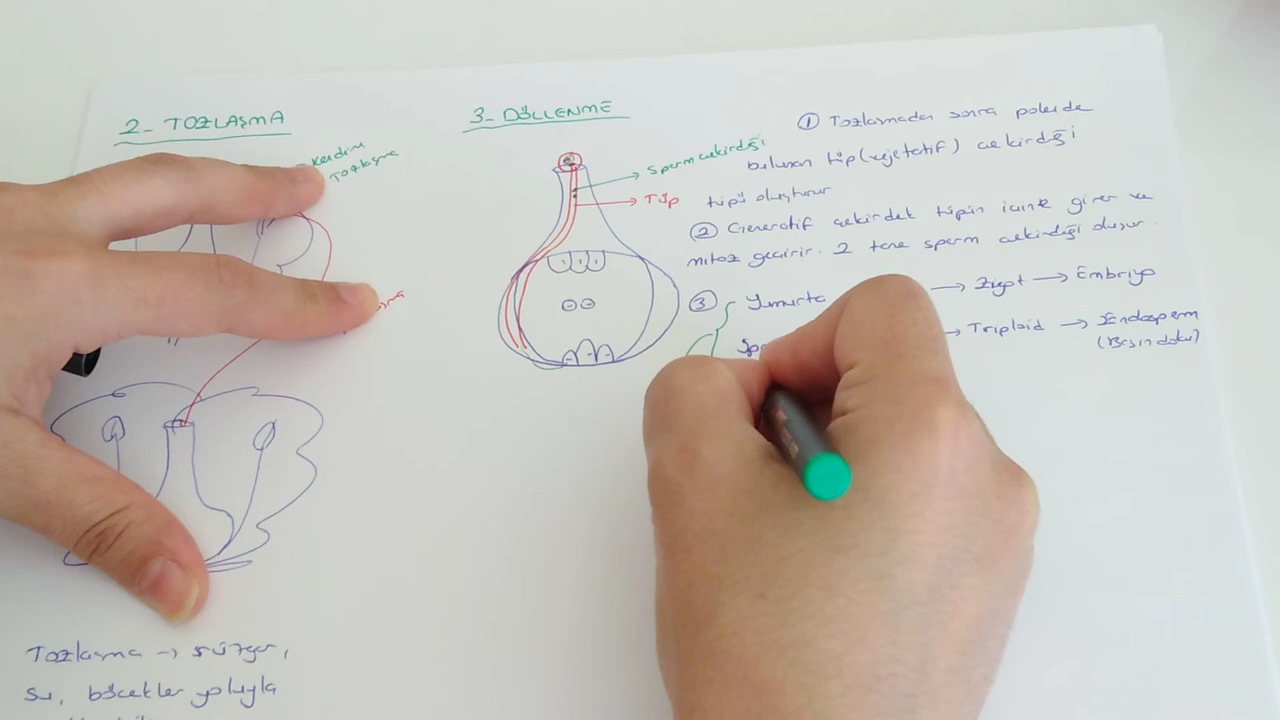 2- TOZLAŞMA
Kendine
Tozlaşma
Tozlaşma → rüzgar,
su, böcekler yoluyla
3- DÖLLENME
Sperm çekirdeği
Tüp
① Tozlaşmadan sonra polende
bulunan tüp (vejetatif) çekirdeği
tüpü oluşturur
② Generatif çekirdek tüpün içine girer ve
mitoz geçirir. 2 tane sperm çekirdeği oluşur.
③ Yumurta → Zigot → Embriyo
→ Triploid → Endosperm
(Besin doku)